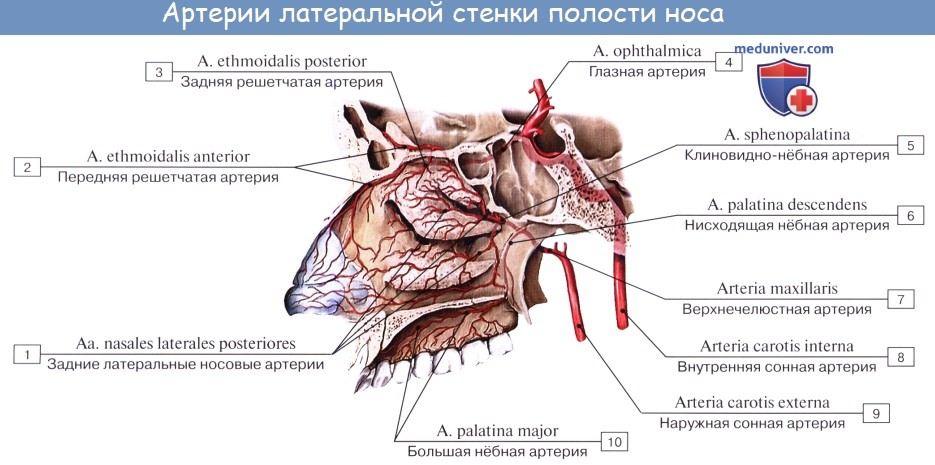 Артерии латеральной стенки полости носа
meduniver.com
3
A. ethmoidalis posterior
Задняя решетчатая артерия
A. ophthalmica
Глазная артерия
4
2
A. ethmoidalis anterior
Передняя решетчатая артерия
A. sphenopalatina
Клиновидно-нёбная артерия
5
A. palatina descendens
Нисходящая нёбная артерия
6
Arteria maxillaris
Верхнечелюстная артерия
7
1
Aa. nasales laterales posteriores
Задние латеральные носовые артерии
Arteria carotis interna
Внутренняя сонная артерия
8
Arteria carotis externa
Наружная сонная артерия
9
A. palatina major
Большая нёбная артерия
10